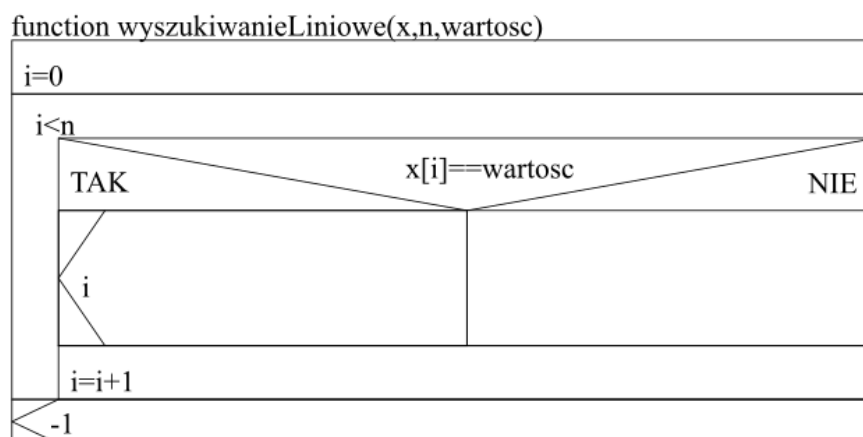 function wyszukiwanieLiniowe(x,n,wartosc)
i=0
i<n
x[i]==wartosc
TAK
NIE
i
i=i+1
-1